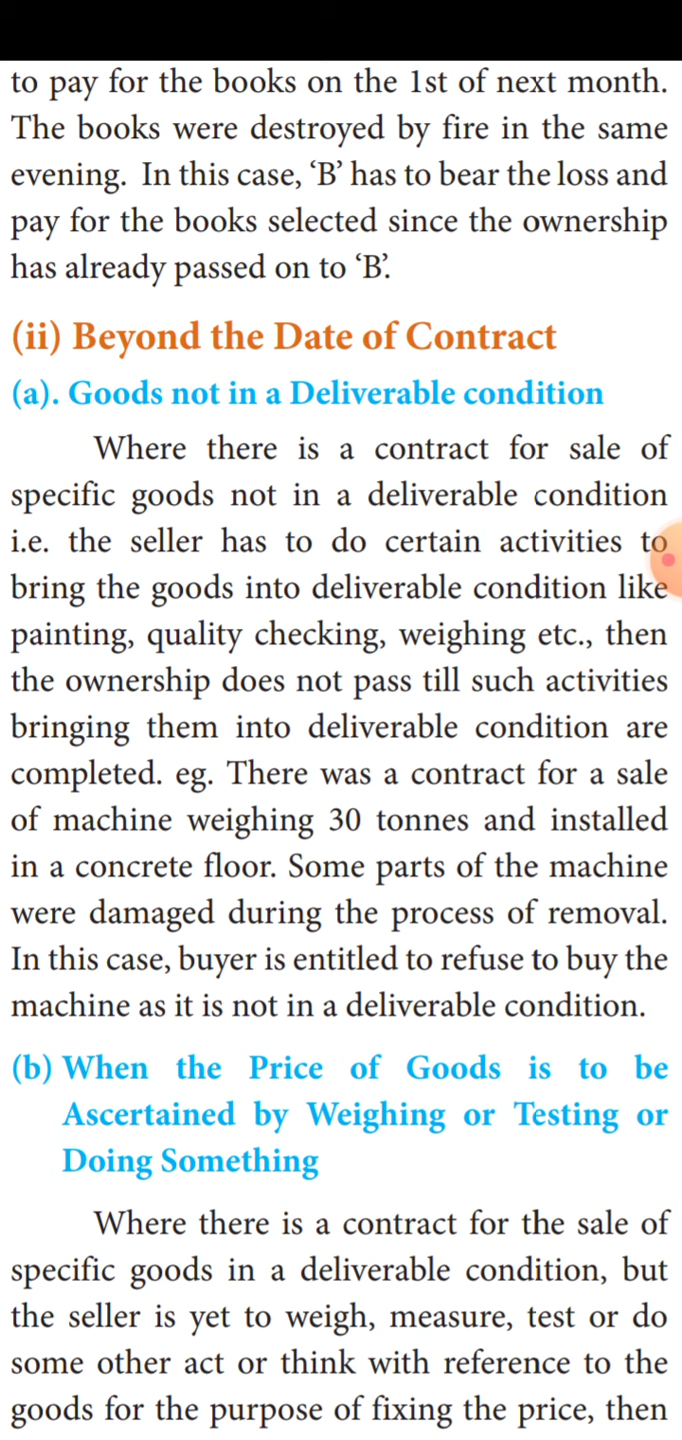 to pay for the books on the 1st of next month.
The books were destroyed by fire in the same
evening. In this case, ‘B’ has to bear the loss and
pay for the books selected since the ownership
has already passed on to ‘B’.
(ii) Beyond the Date of Contract
(a). Goods not in a Deliverable condition
Where there is a contract for sale of
specific goods not in a deliverable condition
i.e. the seller has to do certain activities to
bring the goods into deliverable condition like
painting, quality checking, weighing etc., then
the ownership does not pass till such activities
bringing them into deliverable condition are
completed. eg. There was a contract for a sale
of machine weighing 30 tonnes and installed
in a concrete floor. Some parts of the machine
were damaged during the process of removal.
In this case, buyer is entitled to refuse to buy the
machine as it is not in a deliverable condition.
(b) When the Price of Goods is to be
Ascertained by Weighing or Testing or
Doing Something
Where there is a contract for the sale of
specific goods in a deliverable condition, but
the seller is yet to weigh, measure, test or do
some other act or think with reference to the
goods for the purpose of fixing the price, then